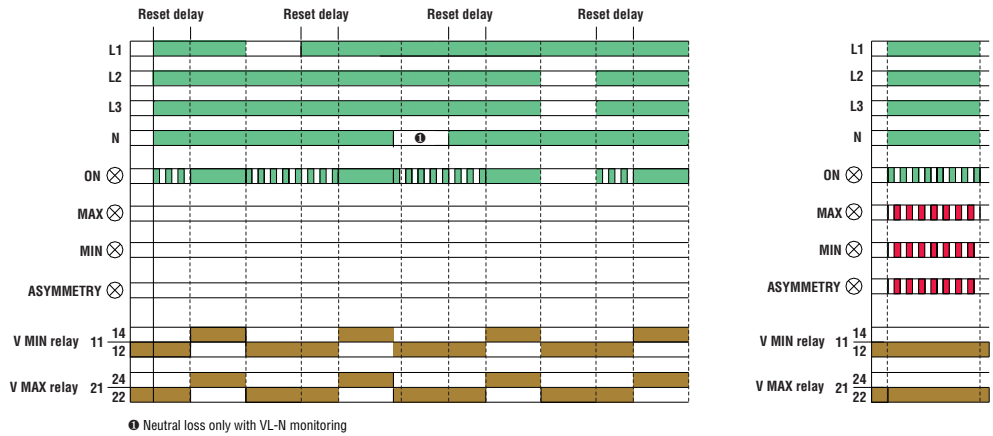 Reset delay Reset delay Reset delay Reset delay
L1
L2
L3
N ❶
ON
MAX
MIN
ASYMMETRY
V MIN relay 11 14
12
V MAX relay 21 24
22
❶ Neutral loss only with VL-N monitoring
L1
L2
L3
N
ON
MAX
MIN
ASYMMETRY
V MIN relay 11 14
12
V MAX relay 21 24
22